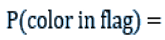 P(color in flag) =